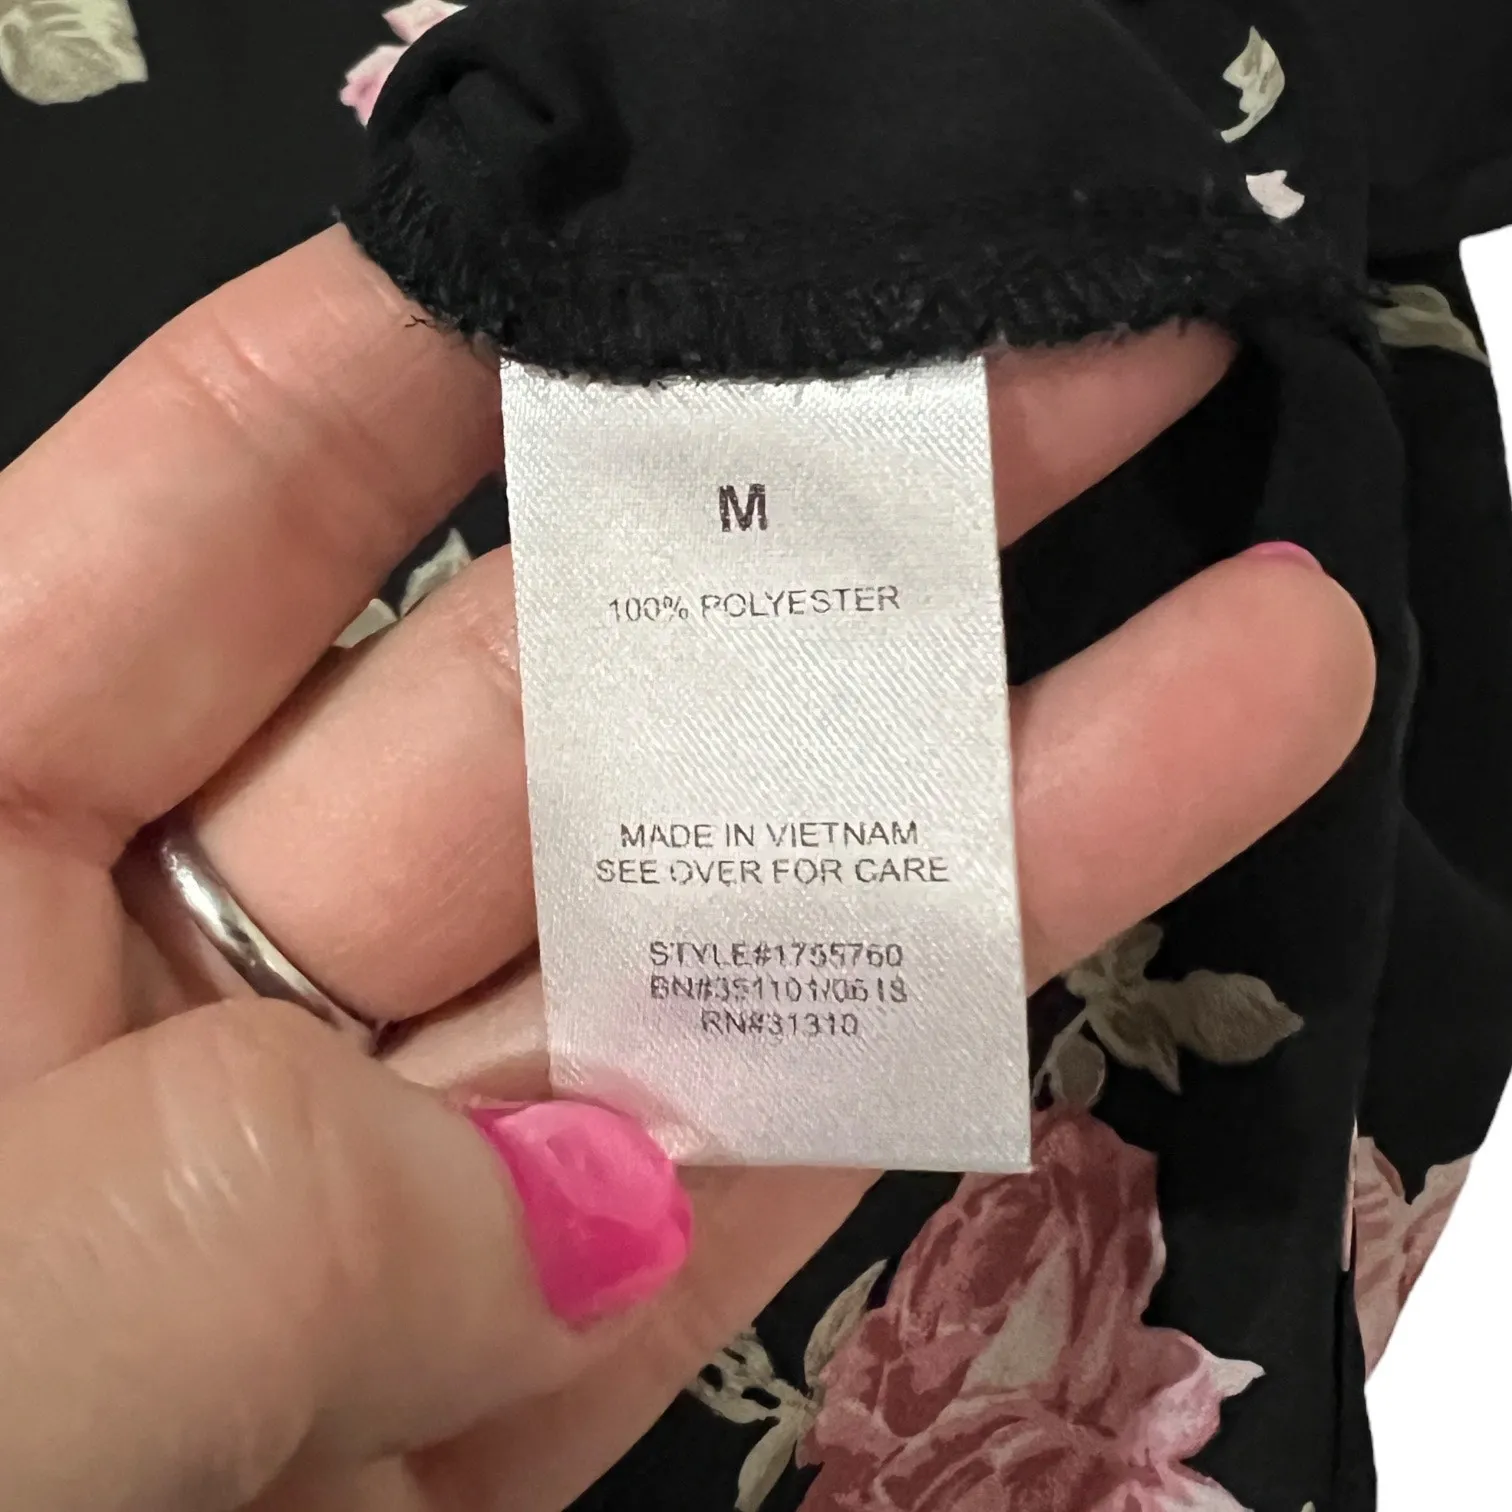 M
100% POLYESTER
MADE IN VIETNAM
SEE OVER FOR CARE
STYLE#1755760
BN#351101/0618
RN#31310